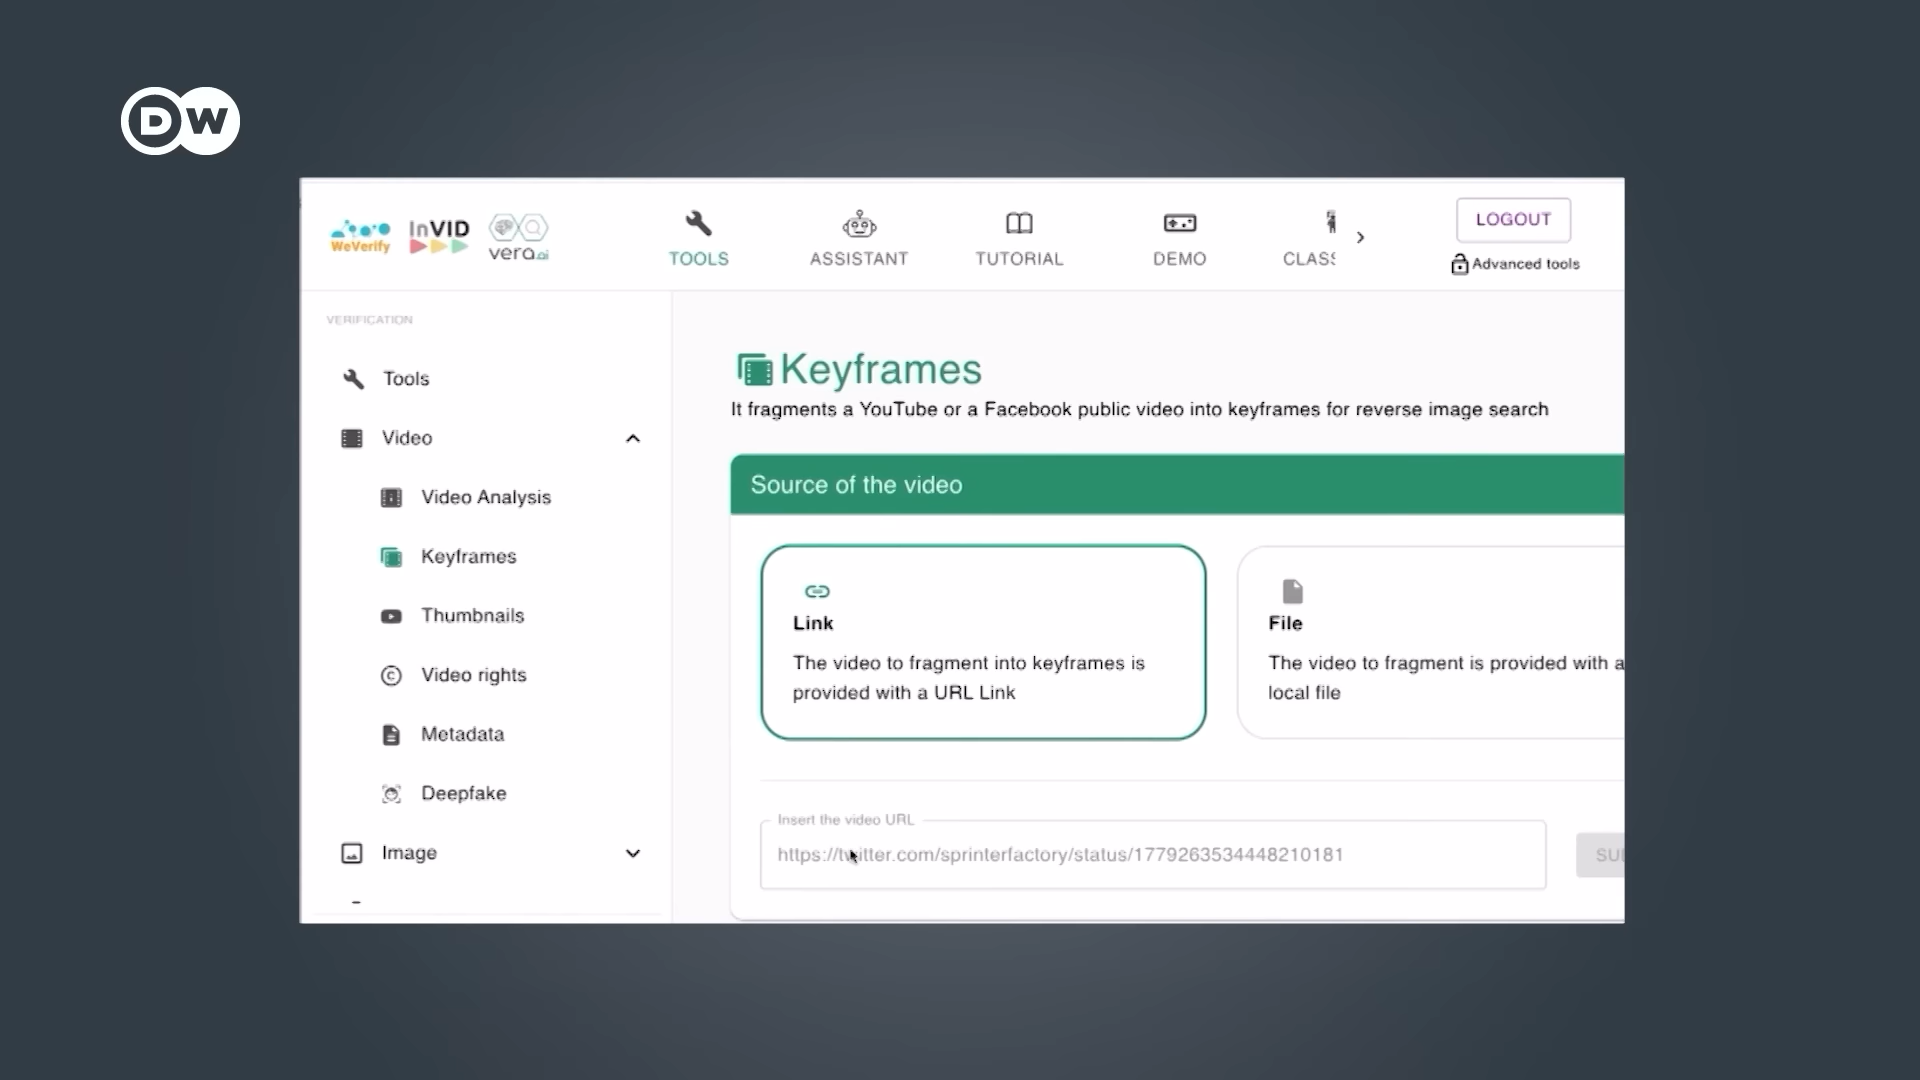 DW
WeVerify
InVID
vera.ai
TOOLS
ASSISTANT
TUTORIAL
DEMO
CLASS
LOGOUT
Advanced tools
VERIFICATION
Tools
Video
Video Analysis
Keyframes
Thumbnails
Video rights
Metadata
Deepfake
Image
Keyframes
It fragments a YouTube or a Facebook public video into keyframes for reverse image search
Source of the video
Link
The video to fragment into keyframes is
provided with a URL Link
File
The video to fragment is provided with a
local file
Insert the video URL
https://twitter.com/sprinterfactory/status/1779263534448210181